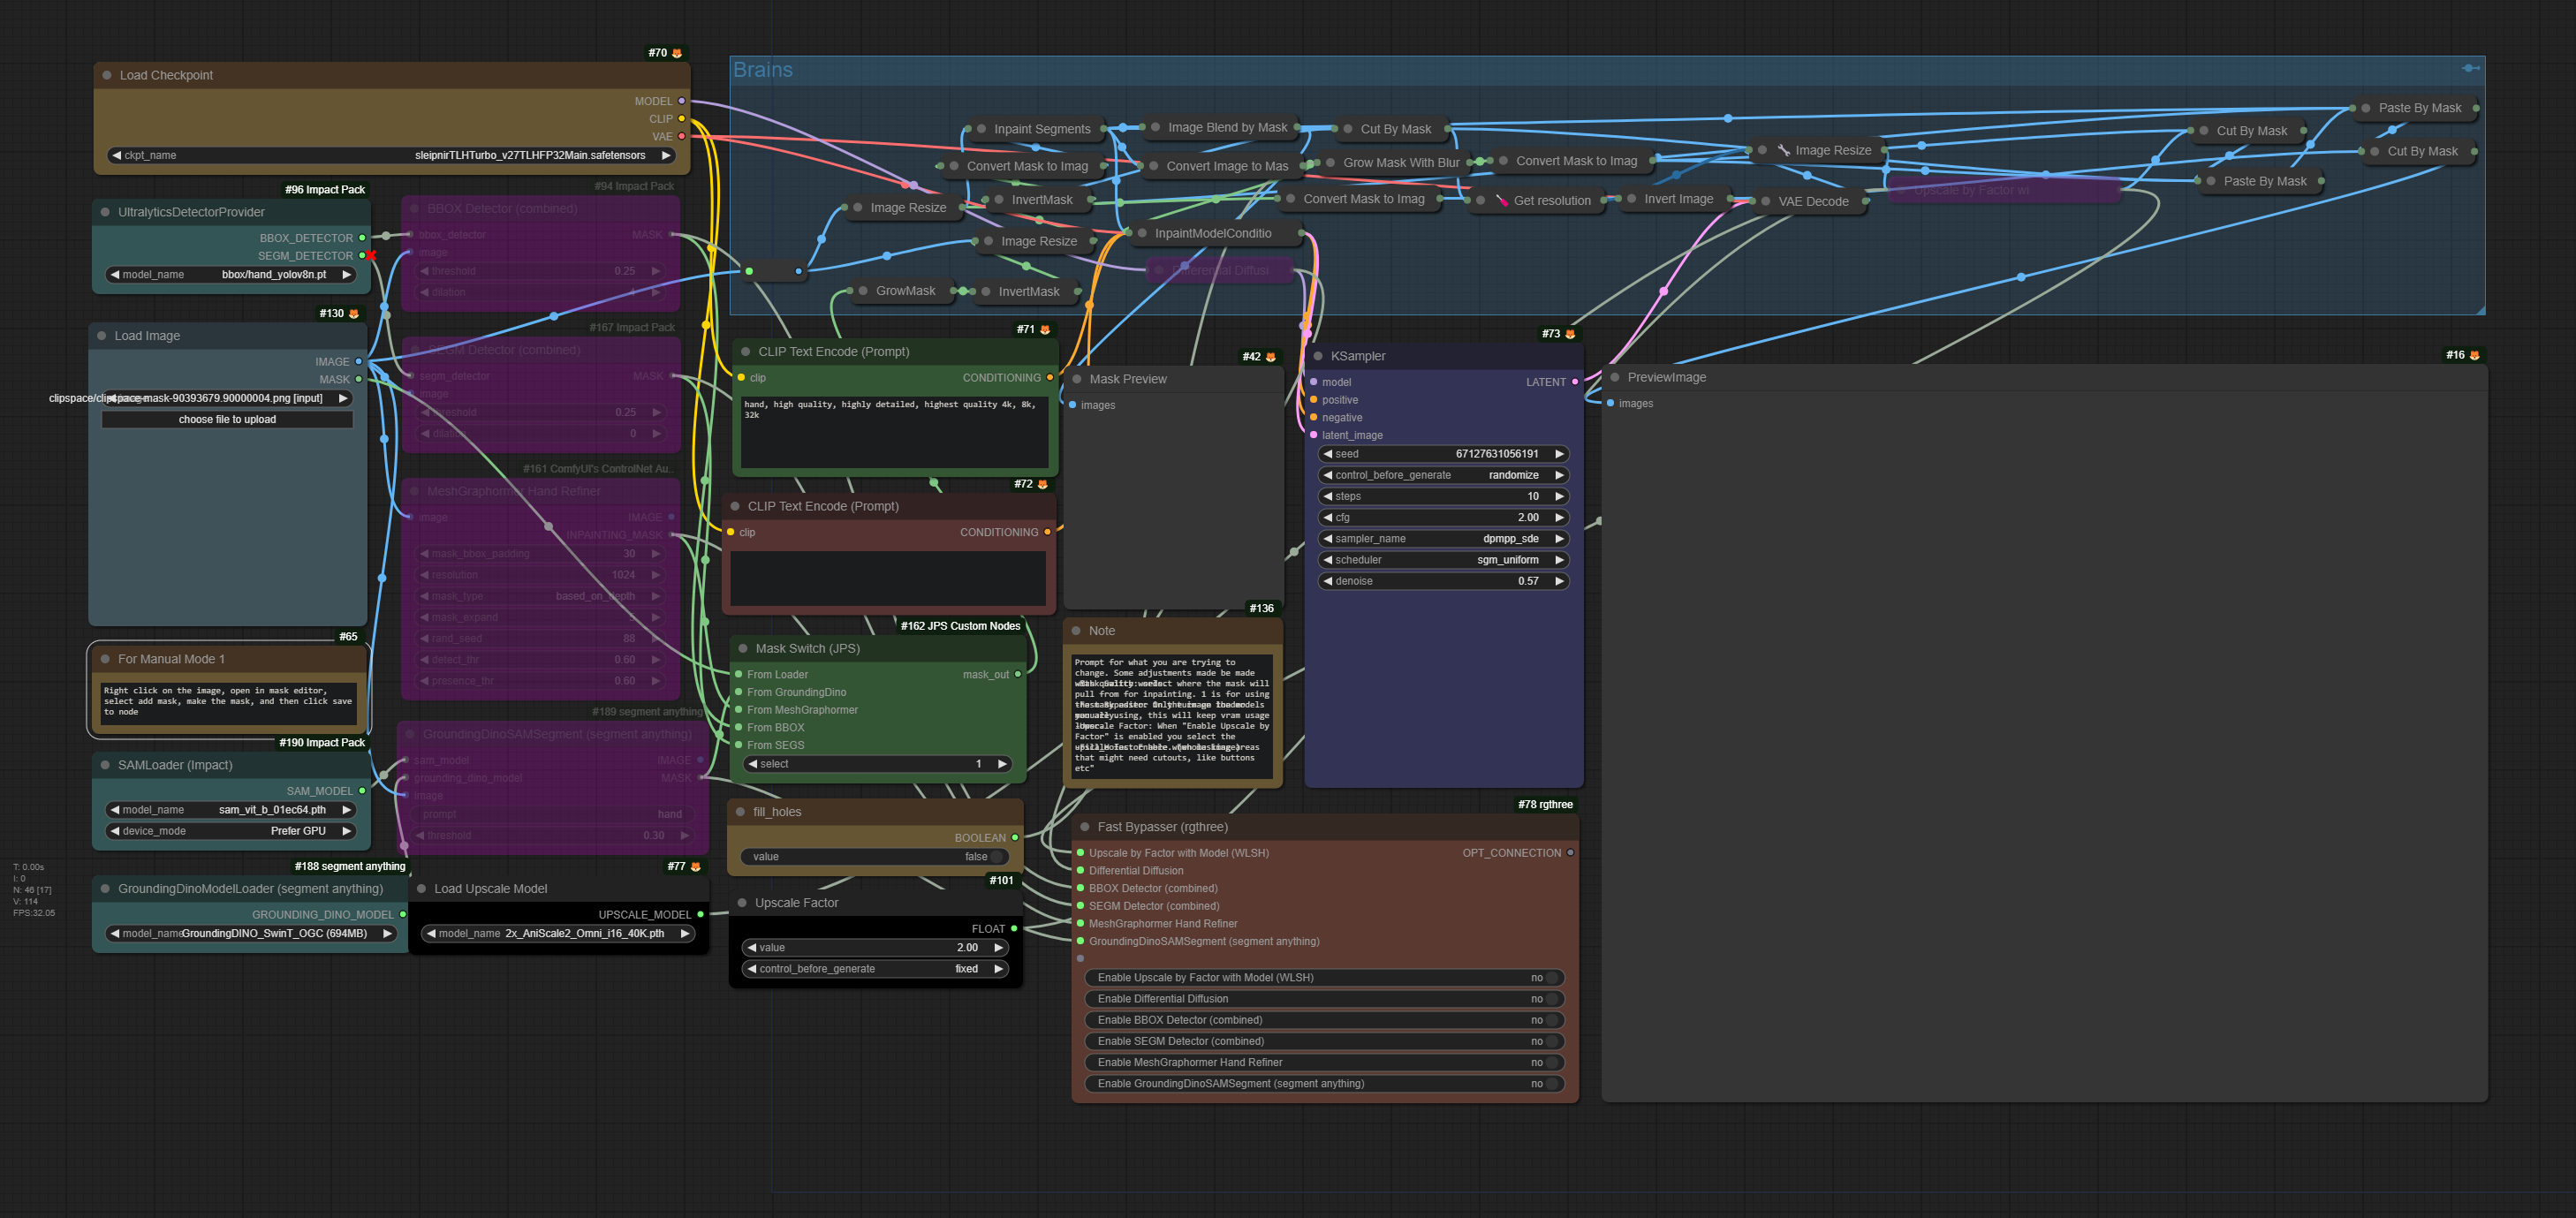 #70
Load Checkpoint
MODEL
CLIP
VAE
ckpt_name
sleipnirTLHTurbo_v27TLHFP32Main.safetensors
#96 Impact Pack
UltralyticsDetectorProvider
BBOX_DETECTOR
SEGM_DETECTOR
model_name
bbox/hand_yolov8n.pt
#94 Impact Pack
BBOX Detector (combined)
bbox_detector
MASK
image
threshold
0.25
dilation
#130
Load Image
IMAGE
MASK
choose file to upload
#167 Impact Pack
SEGM Detector (combined)
segm_detector
MASK
image
threshold
0.25
dilation
0
#161 ComfyUI's ControlNet Au..
MeshGraphormer Hand Refiner
image
IMAGE
INPAINTING_MASK
mask_bbox_padding
30
resolution
1024
mask_type
based_on_depth
mask_expand
rand_seed
88
detect_thr
0.60
presence_thr
0.60
#65
For Manual Mode 1
Right click on the image, open in mask editor,
select add mask, make the mask, and then click save
to node
#190 Impact Pack
SAMLoader (Impact)
SAM_MODEL
model_name
sam_vit_b_01ec64.pth
device_mode
Prefer GPU
#189 segment anything
GroundingDinoSAMSegment (segment anything)
sam_model
IMAGE
grounding_dino_model
MASK
image
prompt
hand
threshold
0.30
#188 segment anything
GroundingDinoModelLoader (segment anything)
GROUNDING_DINO_MODEL
model_name
GroundingDINO_SwinT_OGC (694MB)
#77
Load Upscale Model
UPSCALE_MODEL
model_name
2x_AniScale2_Omni_i16_40K.pth
T: 0.00s
I: 0
N: 46 [17]
V: 114
FPS:32.05
Brains
Inpaint Segments
Image Blend by Mask
Cut By Mask
Convert Mask to Imag
Convert Image to Mas
Grow Mask With Blur
Convert Mask to Imag
Image Resize
InvertMask
Convert Mask to Imag
Get resolution
Invert Image
VAE Decode
Image Resize
Upscale by Factor wi
Cut By Mask
Paste By Mask
Paste By Mask
Cut By Mask
Image Resize
InpaintModelConditio
Differential Diffusi
GrowMask
InvertMask
#71
CLIP Text Encode (Prompt)
clip
CONDITIONING
hand, high quality, highly detailed, highest quality 4k, 8k,
32k
#72
CLIP Text Encode (Prompt)
clip
CONDITIONING
#162 JPS Custom Nodes
Mask Switch (JPS)
From Loader
mask_out
From GroundingDino
From MeshGraphormer
From BBOX
From SEGS
select
1
fill_holes
BOOLEAN
value
false
#101
Upscale Factor
FLOAT
value
2.00
control_before_generate
fixed
#42
Mask Preview
images
#136
Note
Prompt for what you are trying to
change. Some adjustments made be made
pull from for inpainting. 1 is for using
using, this will keep vram usage
Factor: When "Enable Upscale by
Factor" is enabled you select the
that might need cutouts, like buttons
etc"
#73
KSampler
model
LATENT
positive
negative
latent_image
seed
67127631056191
control_before_generate
randomize
steps
10
cfg
2.00
sampler_name
dpmpp_sde
scheduler
sgm_uniform
denoise
0.57
#78 rgthree
Fast Bypasser (rgthree)
Upscale by Factor with Model (WLSH)
OPT_CONNECTION
Differential Diffusion
BBOX Detector (combined)
SEGM Detector (combined)
MeshGraphormer Hand Refiner
GroundingDinoSAMSegment (segment anything)
Enable Upscale by Factor with Model (WLSH)
no
Enable Differential Diffusion
no
Enable BBOX Detector (combined)
no
Enable SEGM Detector (combined)
no
Enable MeshGraphormer Hand Refiner
no
Enable GroundingDinoSAMSegment (segment anything)
no
#16
PreviewImage
images